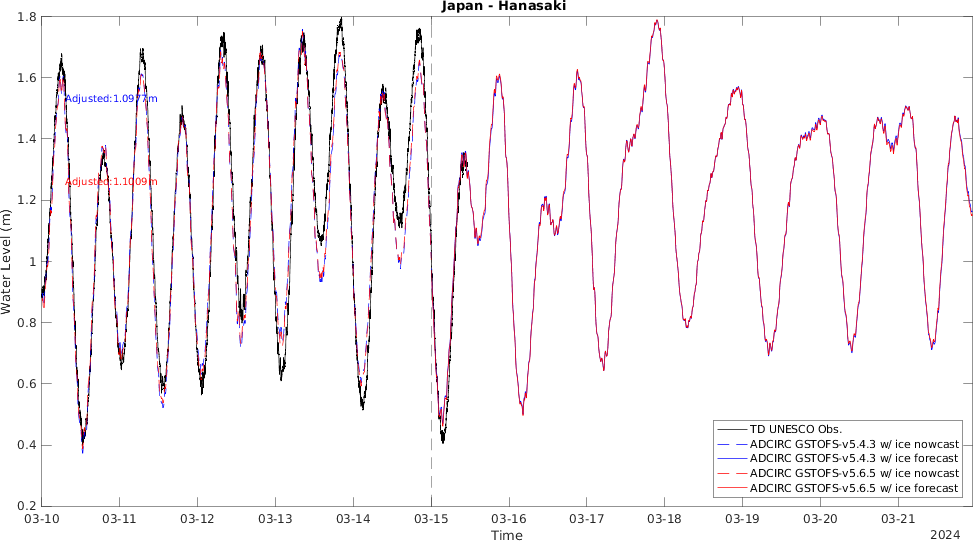 Japan - Hanasaki
1.8
1.6
1.4
1.2
1
0.8
0.6
0.4
0.2
Water Level (m)
Adjusted:1.0977m
Adjusted:1.1009m
TD UNESCO Obs.
ADCIRC GSTOFS-v5.4.3 w/ ice nowcast
ADCIRC GSTOFS-v5.4.3 w/ ice forecast
ADCIRC GSTOFS-v5.6.5 w/ ice nowcast
ADCIRC GSTOFS-v5.6.5 w/ ice forecast
03-10 03-11 03-12 03-13 03-14 03-15 03-16 03-17 03-18 03-19 03-20 03-21
Time
2024